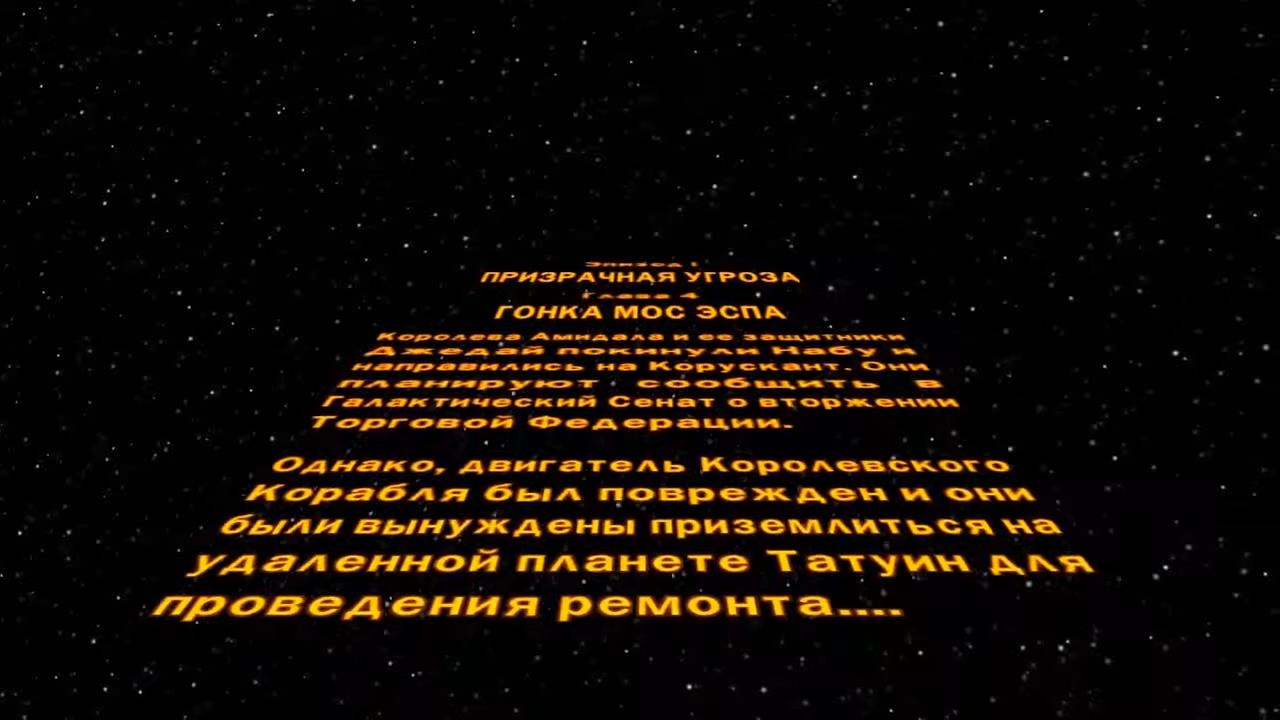 Эпизод I
ПРИЗРАЧНАЯ УГРОЗА
Глава 4
ГОНКА МОС ЭСПА
Королева Амидала и ее защитники
Джедай покинули Набу и
направились на Корускант. Они
планируют сообщить в
Галактический Сенат о вторжении
Торговой Федерации.
Однако, двигатель Королевского
Корабля был поврежден и они
были вынуждены приземлиться на
удаленной планете Татуин для
проведения ремонта....